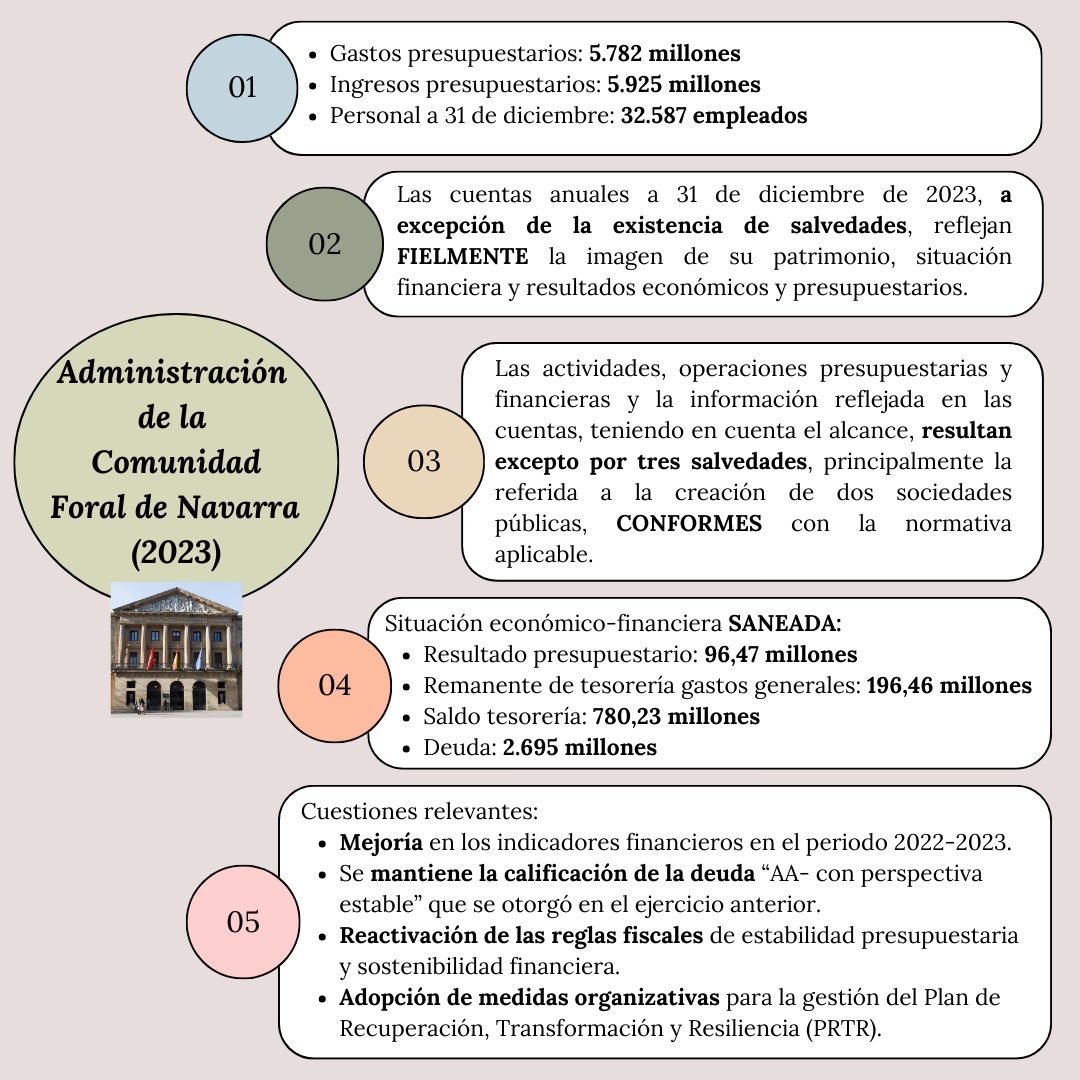 01
• Gastos presupuestarios: 5.782 millones
• Ingresos presupuestarios: 5.925 millones
• Personal a 31 de diciembre: 32.587 empleados
02
Las cuentas anuales a 31 de diciembre de 2023, a
excepción de la existencia de salvedades, reflejan
FIELMENTE la imagen de su patrimonio, situación
financiera y resultados económicos y presupuestarios.
Administración
de la
Comunidad
Foral de Navarra
(2023)
03
Las actividades, operaciones presupuestarias y
financieras y la información reflejada en las
cuentas, teniendo en cuenta el alcance, resultan
excepto por tres salvedades, principalmente la
referida a la creación de dos sociedades
públicas, CONFORMES con la normativa
aplicable.
04
Situación económico-financiera SANEADA:
• Resultado presupuestario: 96,47 millones
• Remanente de tesorería gastos generales: 196,46 millones
• Saldo tesorería: 780,23 millones
• Deuda: 2.695 millones
05
Cuestiones relevantes:
• Mejoría en los indicadores financieros en el periodo 2022-2023.
• Se mantiene la calificación de la deuda “AA- con perspectiva
estable” que se otorgó en el ejercicio anterior.
• Reactivación de las reglas fiscales de estabilidad presupuestaria
y sostenibilidad financiera.
• Adopción de medidas organizativas para la gestión del Plan de
Recuperación, Transformación y Resiliencia (PRTR).